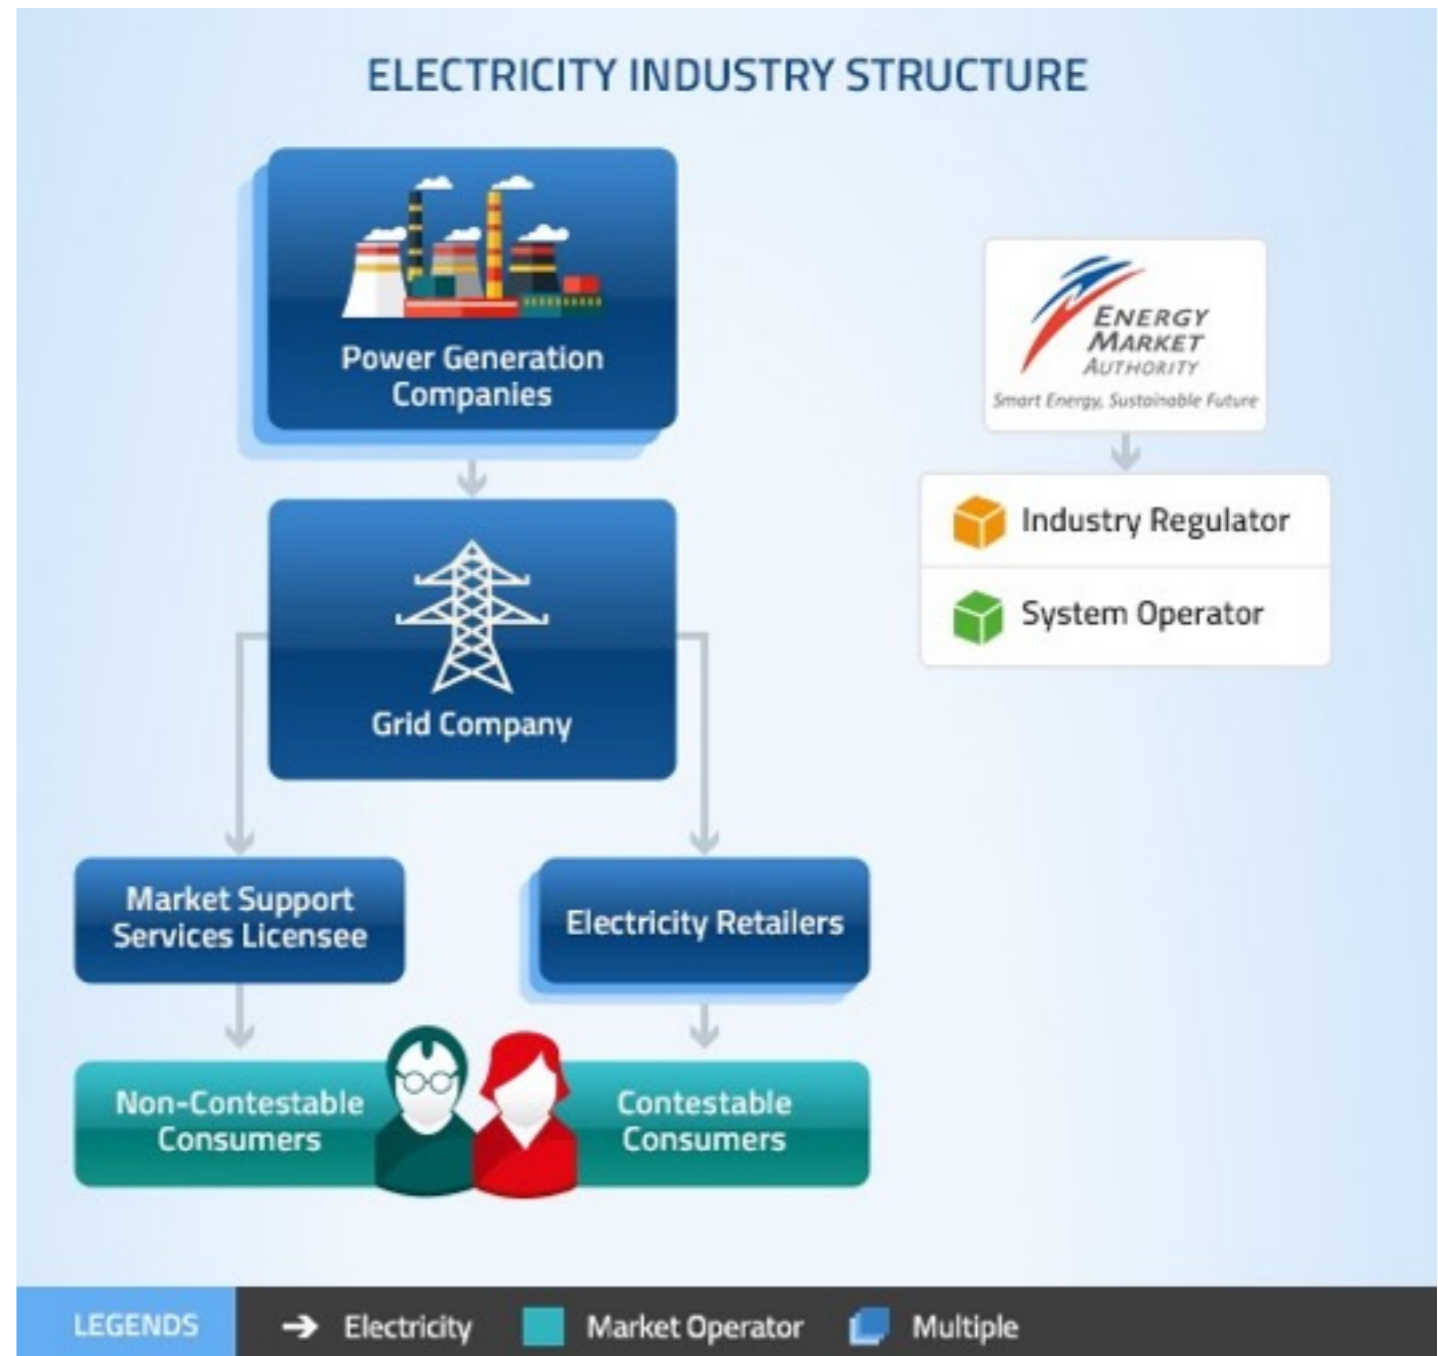 ELECTRICITY INDUSTRY STRUCTURE
Power Generation
Companies
ENERGY
MARKET
AUTHORITY
Smart Energy, Sustainable Future
Industry Regulator
System Operator
Grid Company
Market Support
Services Licensee
Electricity Retailers
Non-Contestable
Consumers
Contestable
Consumers
LEGENDS
Electricity
Market Operator
Multiple